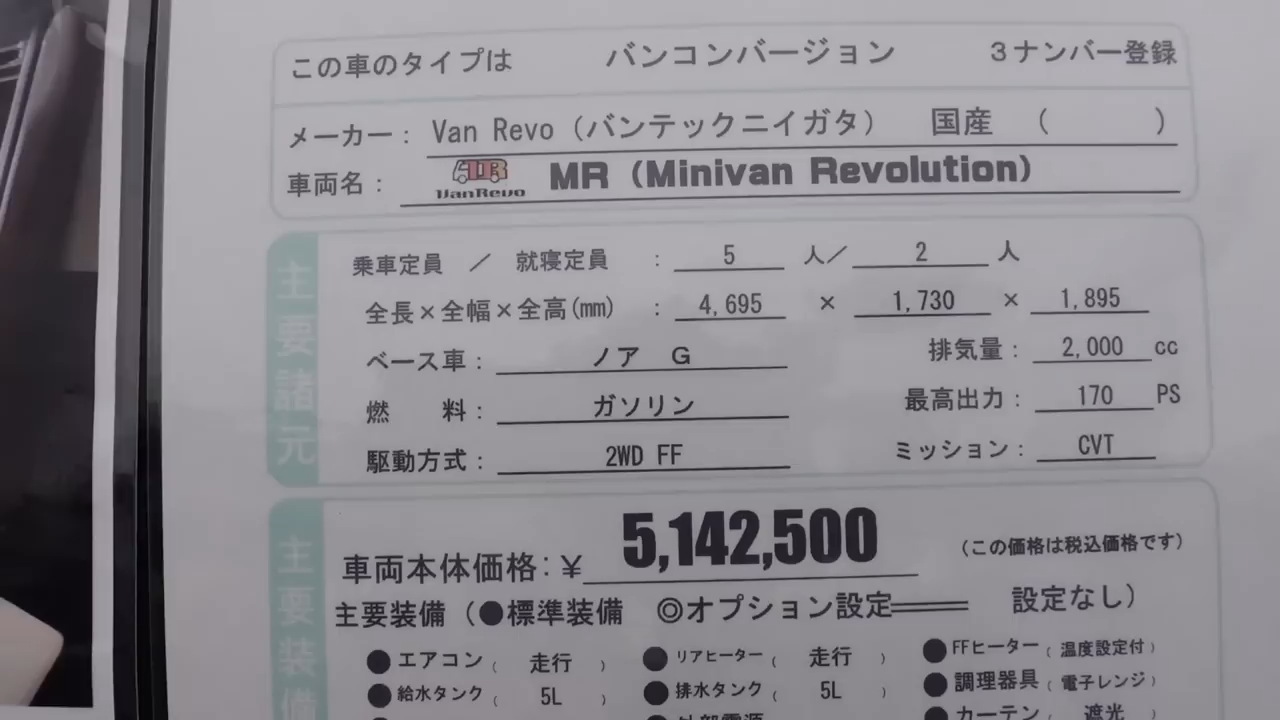 この車のタイプは バンコンバージョン 3ナンバー登録
メーカー: Van Revo (バンテックニイガタ) 国産 ( )
車両名: VanRevo MR (Minivan Revolution)
主要諸元
乗車定員 / 就寝定員 : 5 人/ 2 人
全長×全幅×全高(mm) : 4,695 × 1,730 × 1,895
ベース車: ノア G 排気量: 2,000 cc
燃 料: ガソリン 最高出力: 170 PS
駆動方式: 2WD FF ミッション: CVT
主要装備
車両本体価格:¥ 5,142,500 (この価格は税込価格です)
主要装備 (●標準装備 ◎オプション設定══ 設定なし)
●エアコン( 走行 ) ●リアヒーター( 走行 ) ●FFヒーター( 温度設定付 )
●給水タンク( 5L ) ●排水タンク( 5L ) ●調理器具( 電子レンジ )
外部電源 ●カーテン( 遮光 )